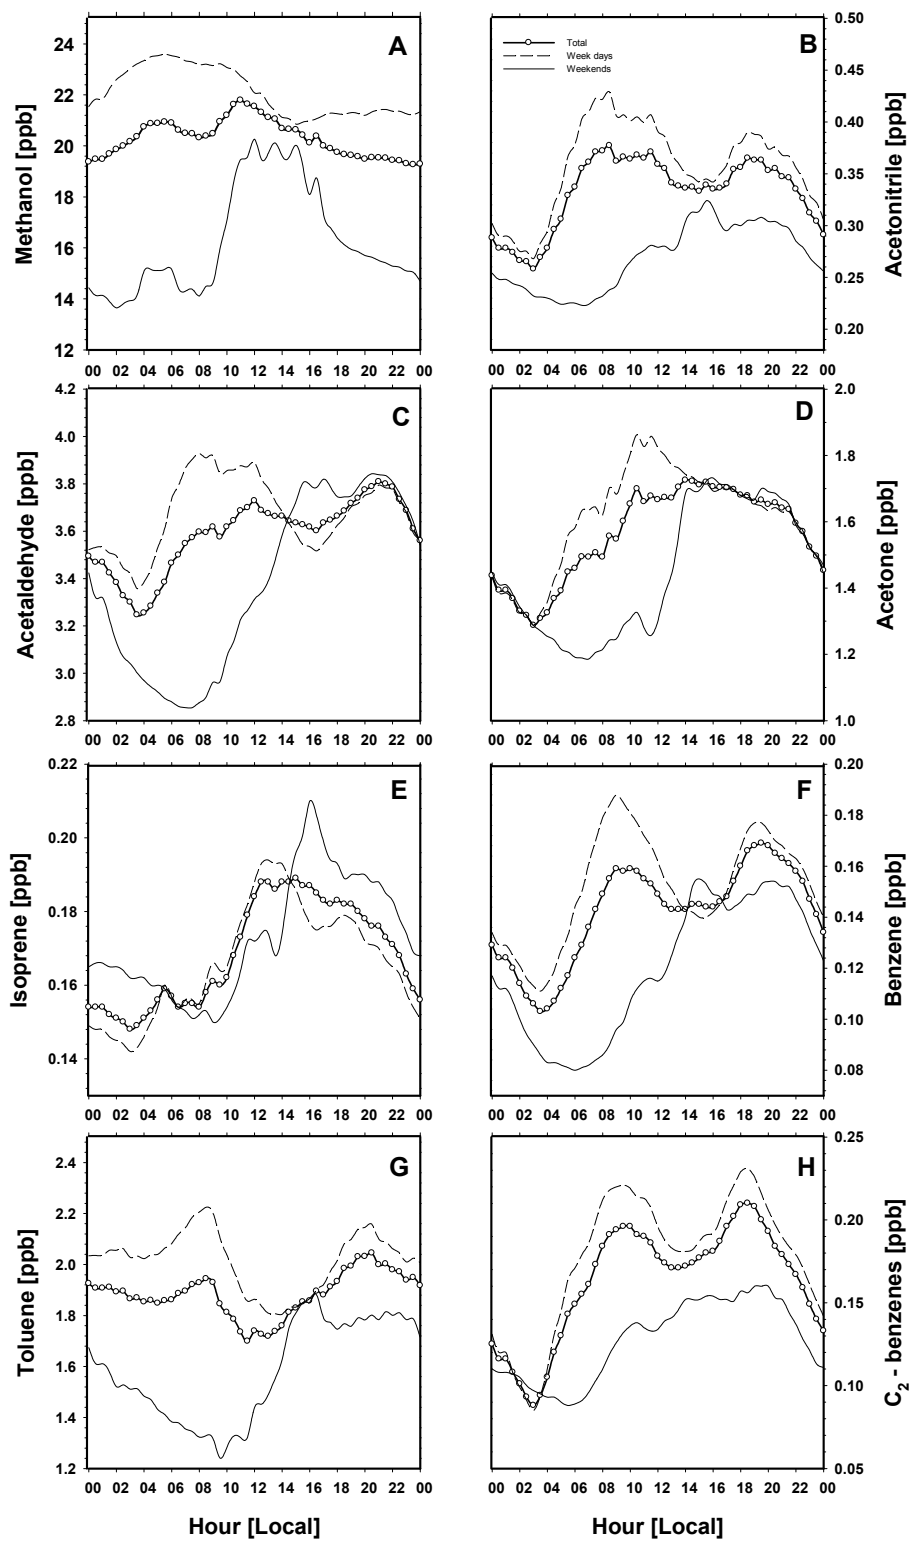 A
24
22
20
18
16
14
12
Methanol [ppb]
00 02 04 06 08 10 12 14 16 18 20 22 00
B
Total
Week days
Weekends
0.50
0.45
0.40
0.35
0.30
0.25
0.20
Acetonitrile [ppb]
00 02 04 06 08 10 12 14 16 18 20 22 00
C
4.2
4.0
3.8
3.6
3.4
3.2
3.0
2.8
Acetaldehyde [ppb]
00 02 04 06 08 10 12 14 16 18 20 22 00
D
2.0
1.8
1.6
1.4
1.2
1.0
Acetone [ppb]
00 02 04 06 08 10 12 14 16 18 20 22 00
E
0.22
0.20
0.18
0.16
0.14
Isoprene [ppb]
00 02 04 06 08 10 12 14 16 18 20 22 00
F
0.20
0.18
0.16
0.14
0.12
0.10
0.08
Benzene [ppb]
00 02 04 06 08 10 12 14 16 18 20 22 00
G
2.4
2.2
2.0
1.8
1.6
1.4
1.2
Toluene [ppb]
00 02 04 06 08 10 12 14 16 18 20 22 00
Hour [Local]
H
0.25
0.20
0.15
0.10
0.05
C2 - benzenes [ppb]
00 02 04 06 08 10 12 14 16 18 20 22 00
Hour [Local]